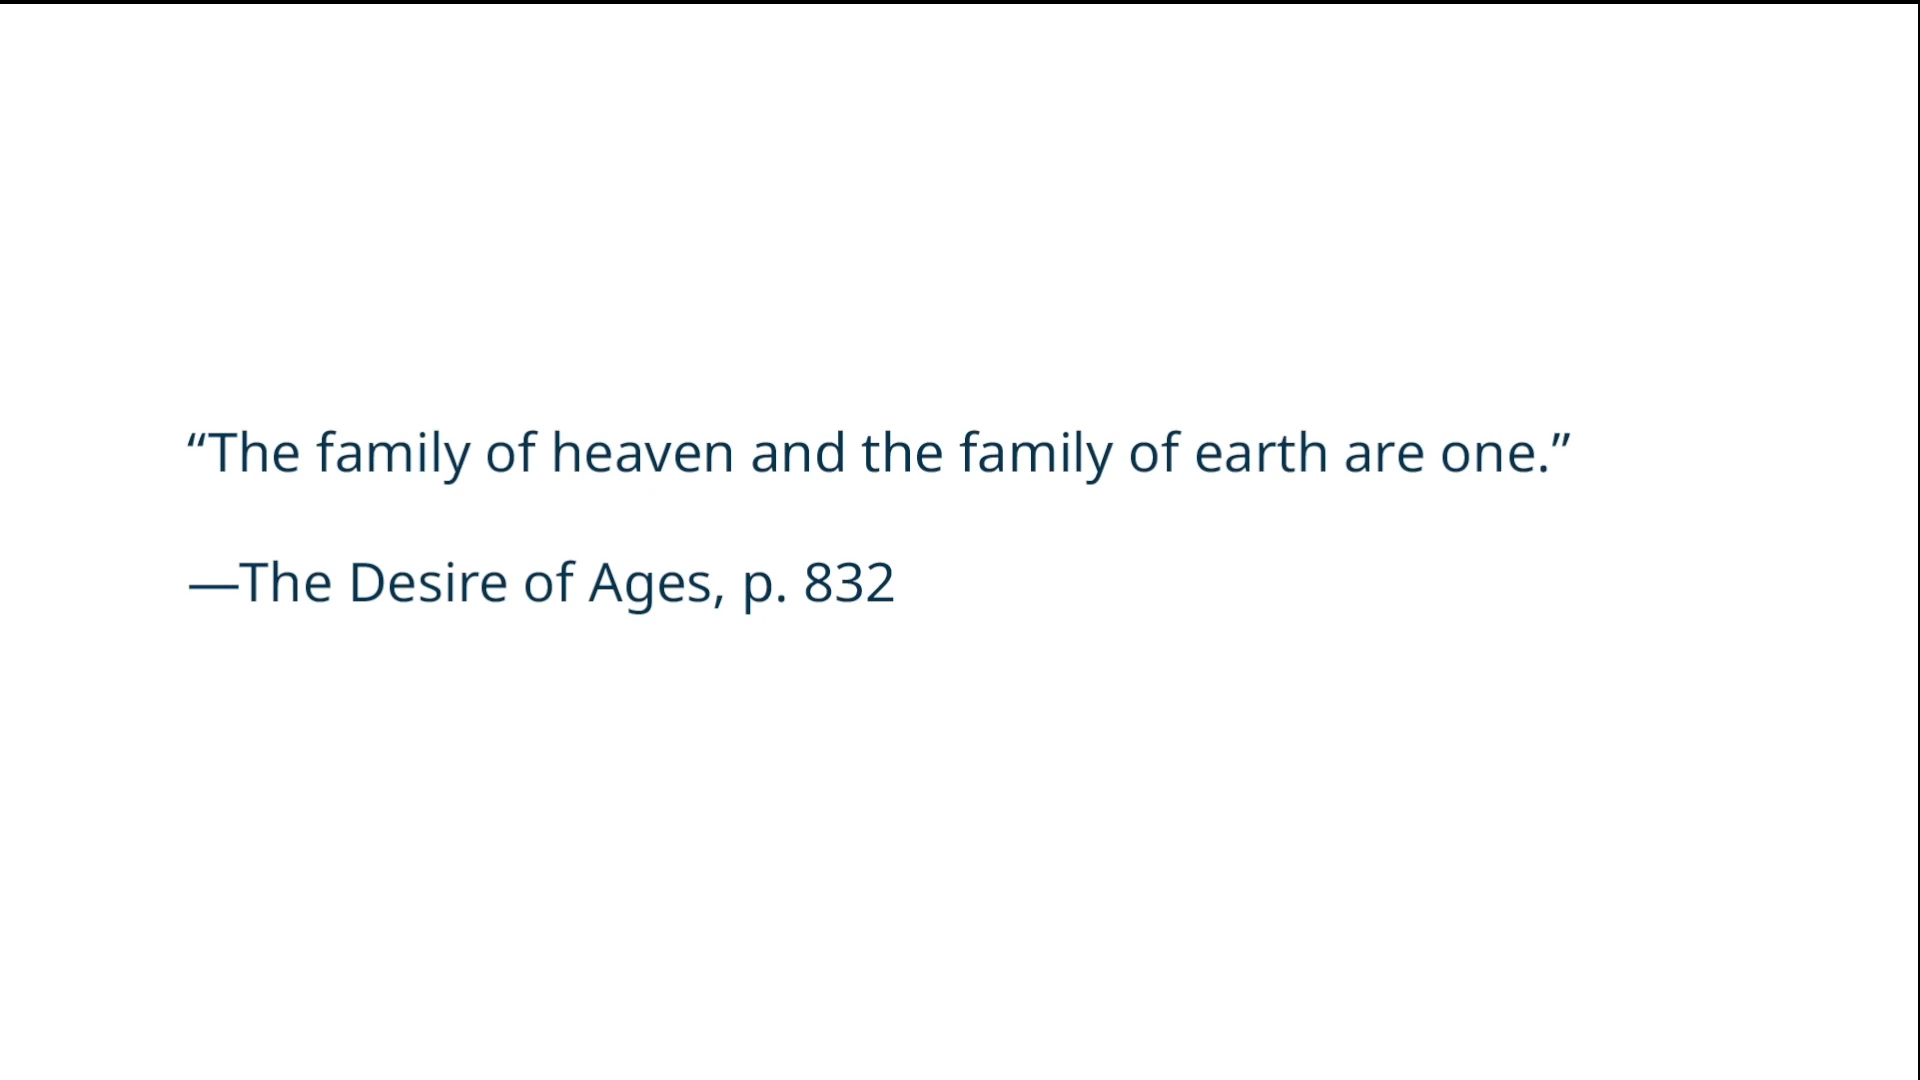 “The family of heaven and the family of earth are one.”
—The Desire of Ages, p. 832